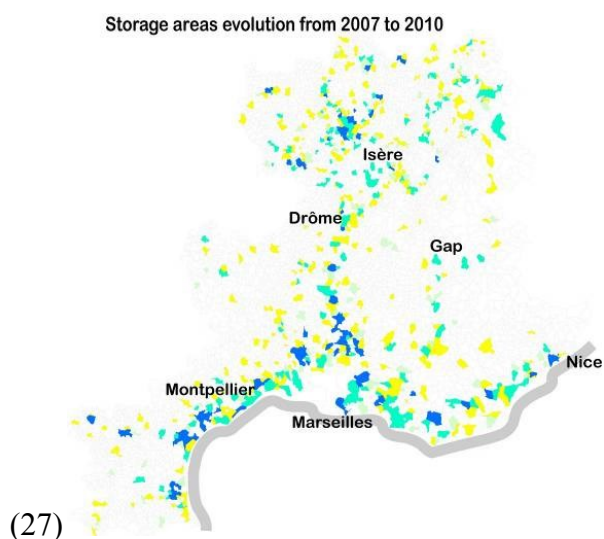 Storage areas evolution from 2007 to 2010
Isère
Drôme
Gap
Nice
Montpellier
Marseilles
(27)